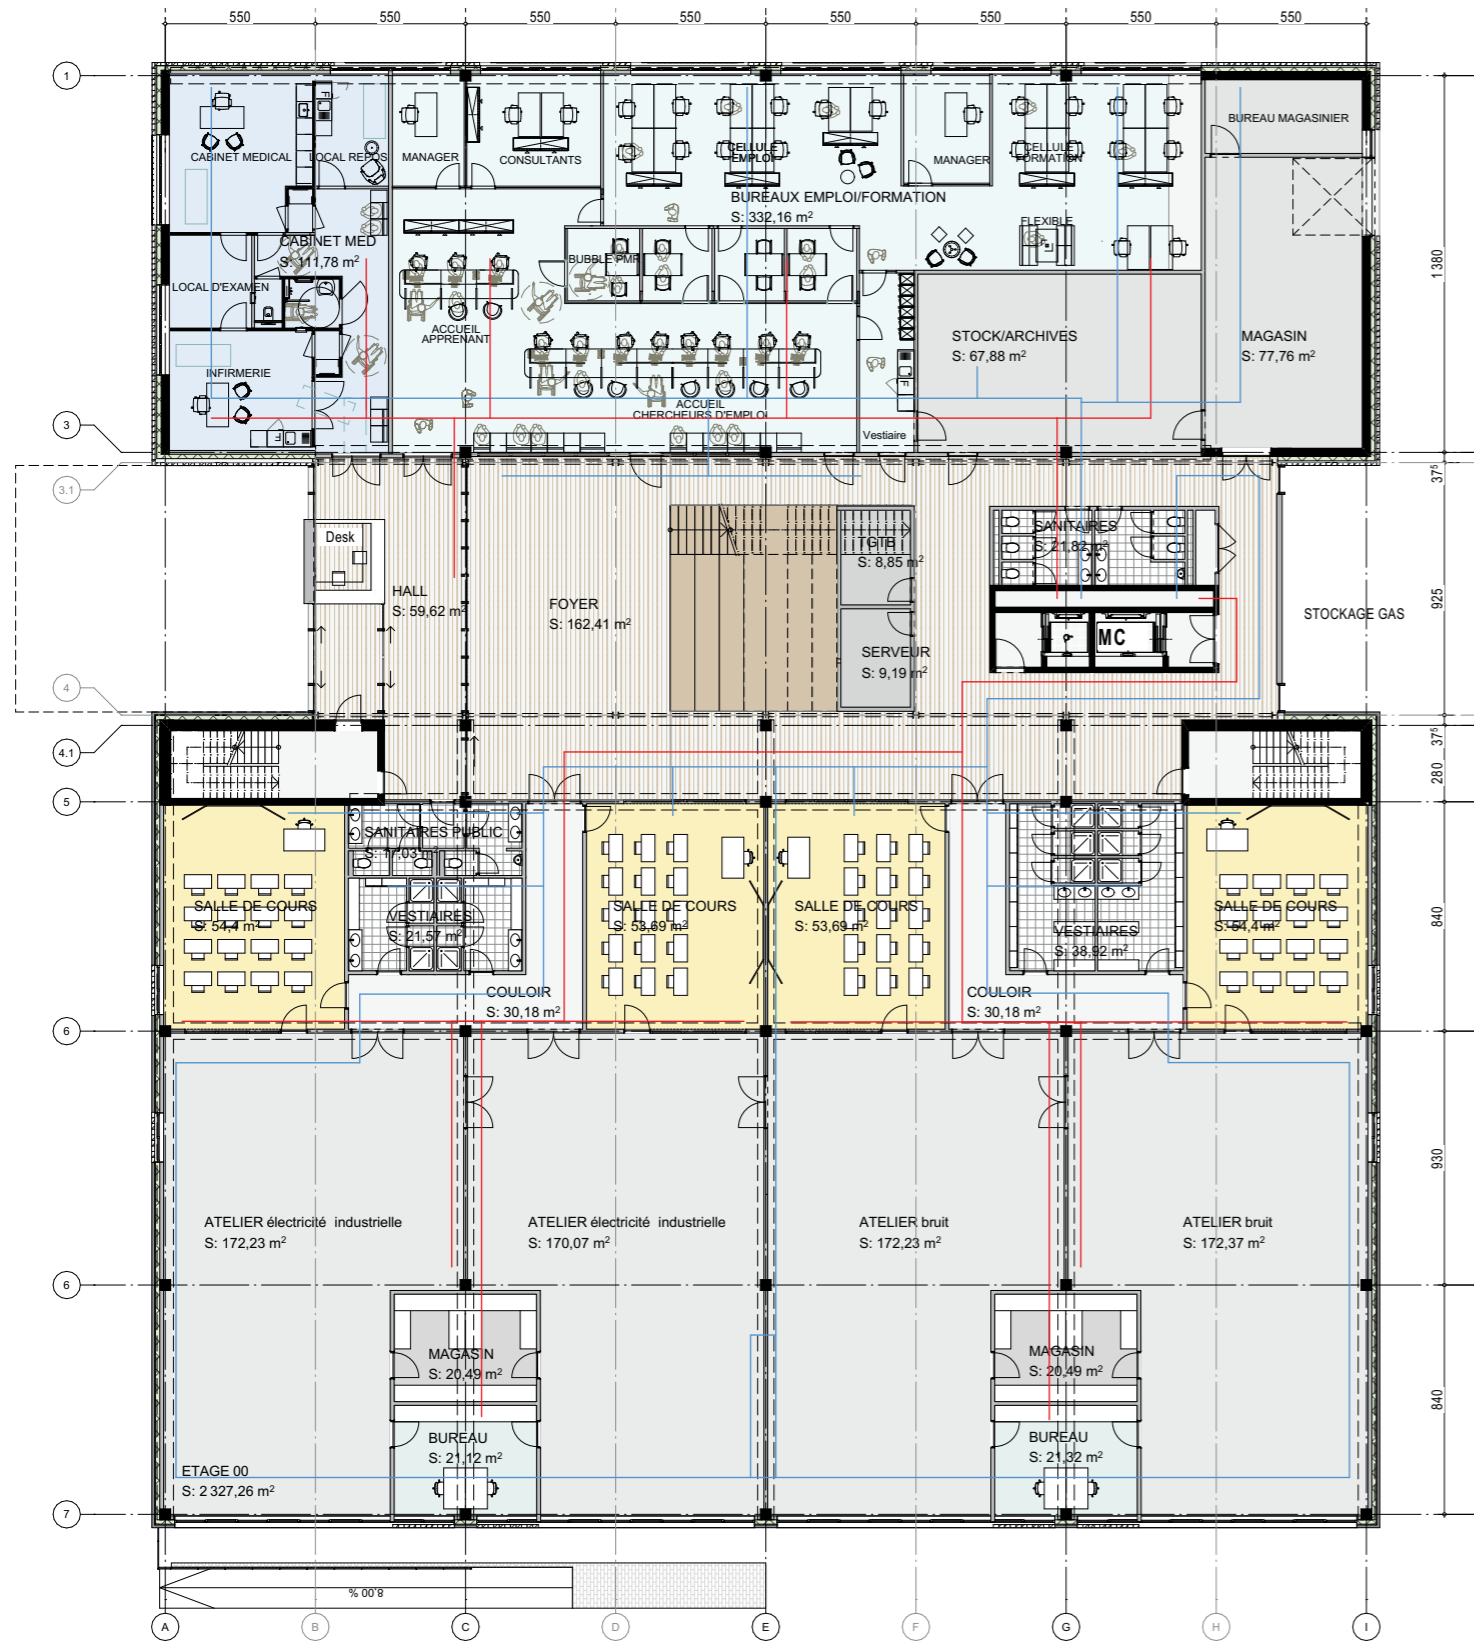 550 550 550 550 550 550 550 550
1
CABINET MEDICAL
LOCAL REPOS
MANAGER
CONSULTANTS
CELLULE
EMPLOI
MANAGER
CELLULE
FORMATION
BUREAU MAGASINIER
BUREAUX EMPLOI/FORMATION
S: 332,16 m²
FLEXIBLE
CABINET MED
S: 111,78 m²
BUBBLE PMR
LOCAL D'EXAMEN
1380
ACCUEIL
APPRENANT
STOCK/ARCHIVES
S: 67,88 m²
MAGASIN
S: 77,76 m²
INFIRMERIE
F
F
F
ACCUEIL
CHERCHEURS D'EMPLOI
Vestiaire
3
3.1
375
Desk
SANITAIRES
S: 21,82 m²
TGTB
S: 8,85 m²
HALL
S: 59,62 m²
FOYER
S: 162,41 m²
925
STOCKAGE GAS
MC
SERVEUR
S: 9,19 m²
4
4.1
375
280
5
SANITAIRES PUBLIC
S: 17,03 m²
SALLE DE COURS
S: 54,4 m²
VESTIAIRES
S: 21,57 m²
SALLE DE COURS
S: 53,69 m²
SALLE DE COURS
S: 53,69 m²
VESTIAIRES
S: 38,92 m²
SALLE DE COURS
S: 54,4 m²
840
COULOIR
S: 30,18 m²
COULOIR
S: 30,18 m²
6
930
ATELIER électricité industrielle
S: 172,23 m²
ATELIER électricité industrielle
S: 170,07 m²
ATELIER bruit
S: 172,23 m²
ATELIER bruit
S: 172,37 m²
6
MAGASIN
S: 20,49 m²
MAGASIN
S: 20,49 m²
840
BUREAU
S: 21,12 m²
BUREAU
S: 21,32 m²
ETAGE 00
S: 2 327,26 m²
7
8.00 %
A B C D E F G H I